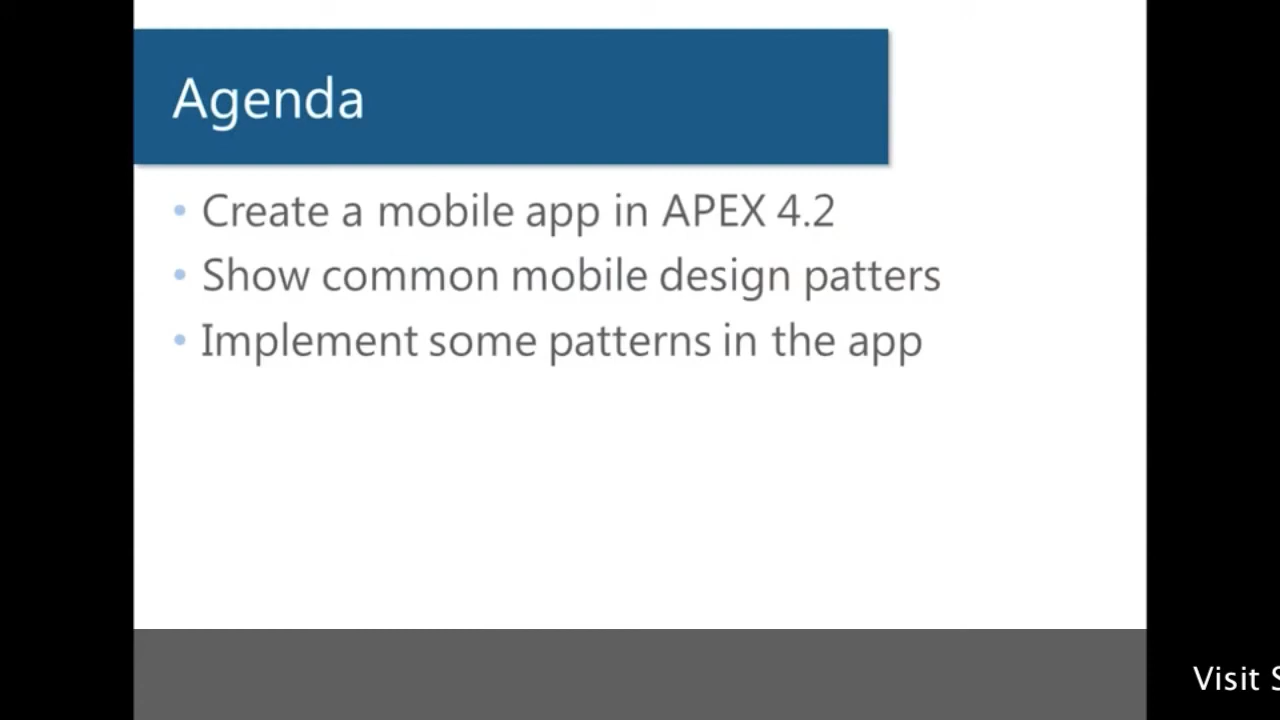 Agenda
• Create a mobile app in APEX 4.2
• Show common mobile design patters
• Implement some patterns in the app
Visit